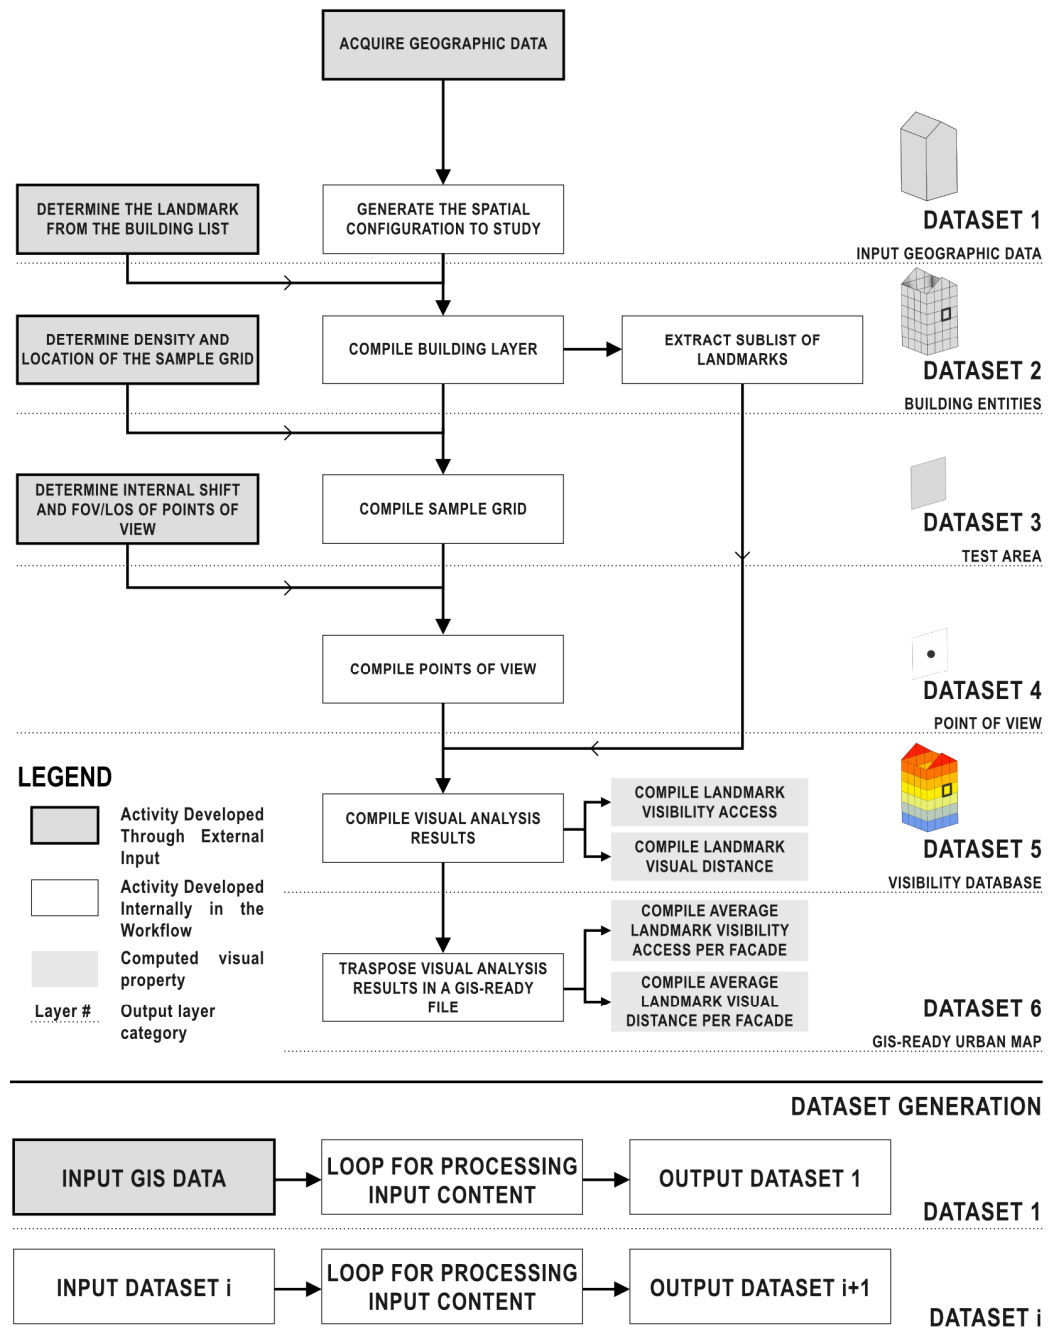 ACQUIRE GEOGRAPHIC DATA
DETERMINE THE LANDMARK
FROM THE BUILDING LIST
GENERATE THE SPATIAL
CONFIGURATION TO STUDY
DATASET 1
INPUT GEOGRAPHIC DATA
DETERMINE DENSITY AND
LOCATION OF THE SAMPLE GRID
COMPILE BUILDING LAYER
EXTRACT SUBLIST OF
LANDMARKS
DATASET 2
BUILDING ENTITIES
DETERMINE INTERNAL SHIFT
AND FOV/LOS OF POINTS OF
VIEW
COMPILE SAMPLE GRID
DATASET 3
TEST AREA
COMPILE POINTS OF VIEW
DATASET 4
POINT OF VIEW
LEGEND
Activity Developed
Through External
Input
Activity Developed
Internally in the
Workflow
Computed visual
property
Layer #
Output layer
category
COMPILE VISUAL ANALYSIS
RESULTS
COMPILE LANDMARK
VISIBILITY ACCESS
COMPILE LANDMARK
VISUAL DISTANCE
DATASET 5
VISIBILITY DATABASE
TRASPOSE VISUAL ANALYSIS
RESULTS IN A GIS-READY
FILE
COMPILE AVERAGE
LANDMARK VISIBILITY
ACCESS PER FACADE
COMPILE AVERAGE
LANDMARK VISUAL
DISTANCE PER FACADE
DATASET 6
GIS-READY URBAN MAP
DATASET GENERATION
INPUT GIS DATA
LOOP FOR PROCESSING
INPUT CONTENT
OUTPUT DATASET 1
DATASET 1
INPUT DATASET i
LOOP FOR PROCESSING
INPUT CONTENT
OUTPUT DATASET i+1
DATASET i